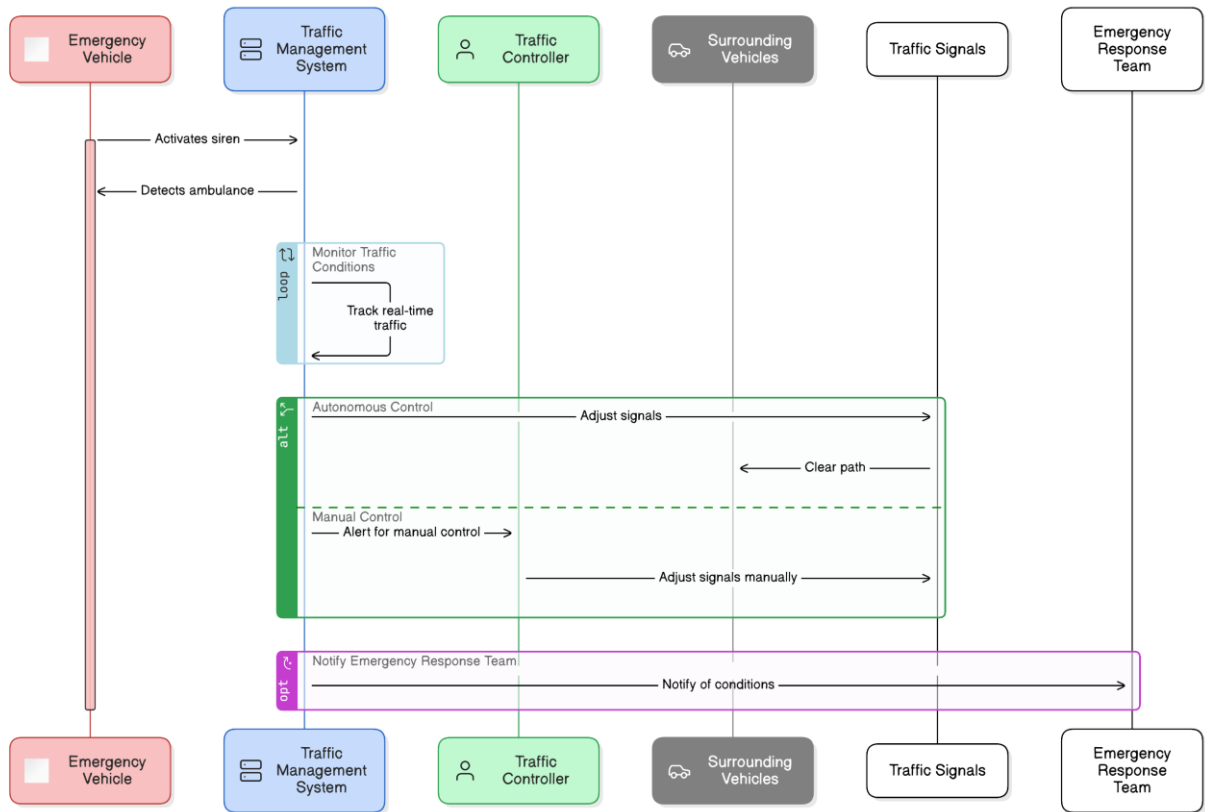 Emergency
Vehicle
Traffic
Management
System
Traffic
Controller
Surrounding
Vehicles
Traffic Signals
Emergency
Response
Team
Activates siren
Detects ambulance
loop
Monitor Traffic
Conditions
Track real-time
traffic
alt
Autonomous Control
Adjust signals
Clear path
Manual Control
Alert for manual control
Adjust signals manually
opt
Notify Emergency Response Team
Notify of conditions
Emergency
Vehicle
Traffic
Management
System
Traffic
Controller
Surrounding
Vehicles
Traffic Signals
Emergency
Response
Team